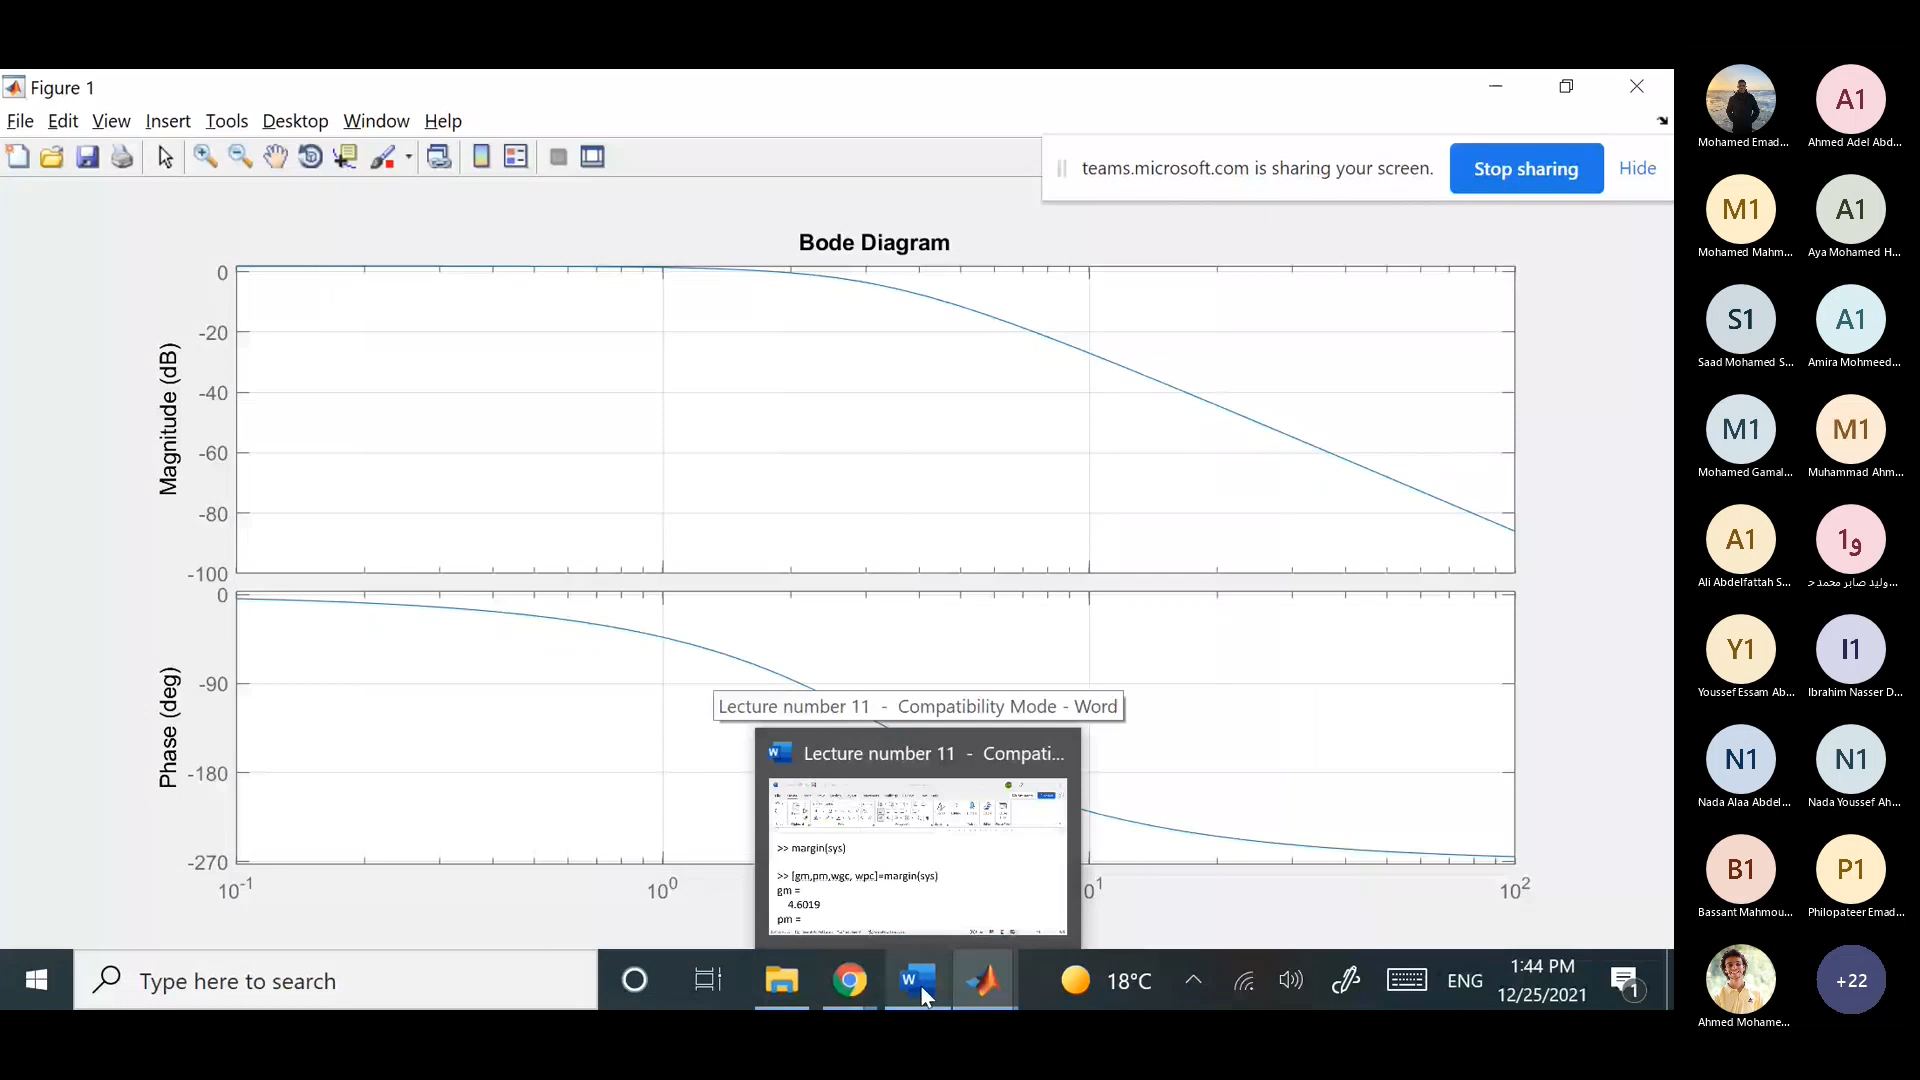 Figure 1
File Edit View Insert Tools Desktop Window Help
teams.microsoft.com is sharing your screen. Stop sharing Hide
Bode Diagram
Magnitude (dB)
0
-20
-40
-60
-80
-100
Phase (deg)
0
-90
-180
-270
10-1 100 01 102
Lecture number 11 - Compatibility Mode - Word
Lecture number 11 - Compati...
>> margin(sys)
>> [gm,pm,wgc, wpc]=margin(sys)
gm =
4.6019
pm =
Type here to search
18°C
ENG
1:44 PM
12/25/2021
1
Mohamed Emad...
A1
Ahmed Adel Abd...
M1
Mohamed Mahm...
A1
Aya Mohamed H...
S1
Saad Mohamed S...
A1
Amira Mohmeed...
M1
Mohamed Gamal...
M1
Muhammad Ahm...
A1
Ali Abdelfattah S...
و1
وليد صابر محمد ح...
Y1
Youssef Essam Ab...
I1
Ibrahim Nasser D...
N1
Nada Alaa Abdel...
N1
Nada Youssef Ah...
B1
Bassant Mahmou...
P1
Philopateer Emad...
Ahmed Mohame...
+22